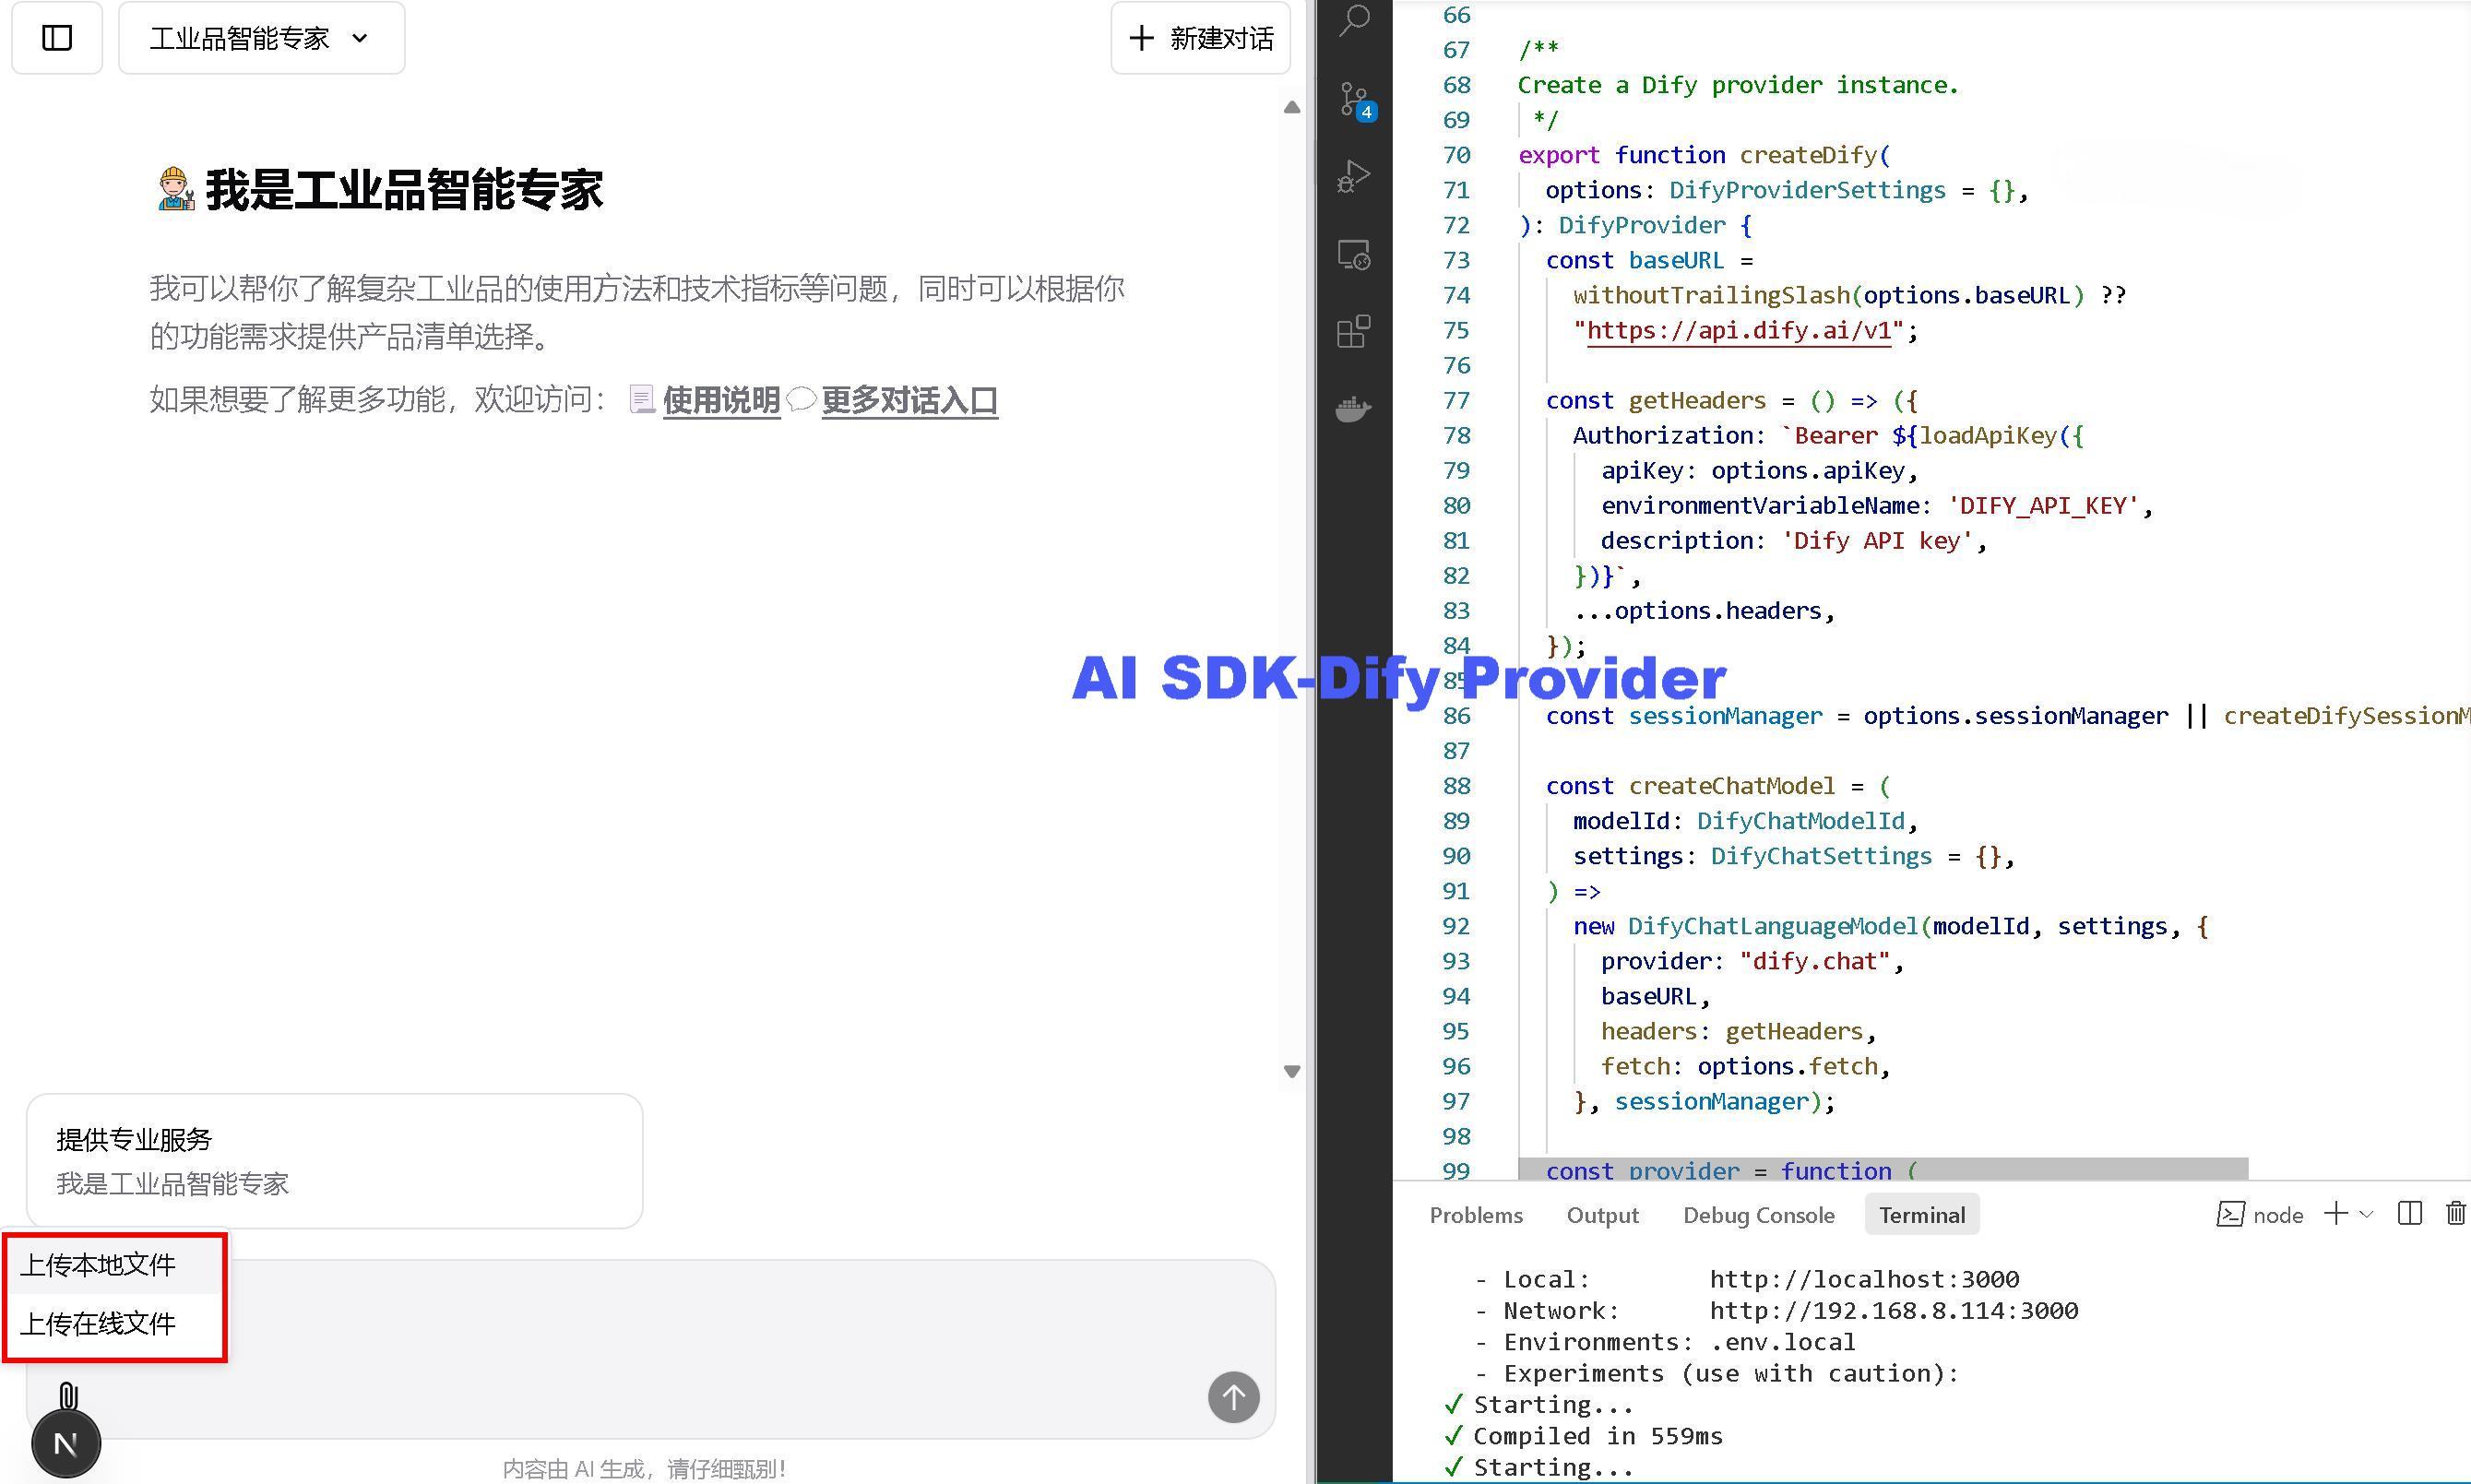 工业品智能专家
新建对话
我是工业品智能专家
我可以帮你了解复杂工业品的使用方法和技术指标等问题，同时可以根据你
的功能需求提供产品清单选择。
如果想要了解更多功能，欢迎访问： 使用说明 更多对话入口
提供专业服务
我是工业品智能专家
上传本地文件
上传在线文件
N
内容由 AI 生成，请仔细甄别！
AI SDK-Dify Provider
4
66
67 /**
68 Create a Dify provider instance.
69 */
70 export function createDify(
71 options: DifyProviderSettings = {},
72 ): DifyProvider {
73 const baseURL =
74 withoutTrailingSlash(options.baseURL) ??
75 "https://api.dify.ai/v1";
76
77 const getHeaders = () => ({
78 Authorization: `Bearer ${loadApiKey({
79 apiKey: options.apiKey,
80 environmentVariableName: 'DIFY_API_KEY',
81 description: 'Dify API key',
82 })}`,
83 ...options.headers,
84 });
85
86 const sessionManager = options.sessionManager || createDifySessionM
87
88 const createChatModel = (
89 modelId: DifyChatModelId,
90 settings: DifyChatSettings = {},
91 ) =>
92 new DifyChatLanguageModel(modelId, settings, {
93 provider: "dify.chat",
94 baseURL,
95 headers: getHeaders,
96 fetch: options.fetch,
97 }, sessionManager);
98
99 const provider = function (
Problems Output Debug Console Terminal node
- Local: http://localhost:3000
- Network: http://192.168.8.114:3000
- Environments: .env.local
- Experiments (use with caution):
✓ Starting...
✓ Compiled in 559ms
✓ Starting...